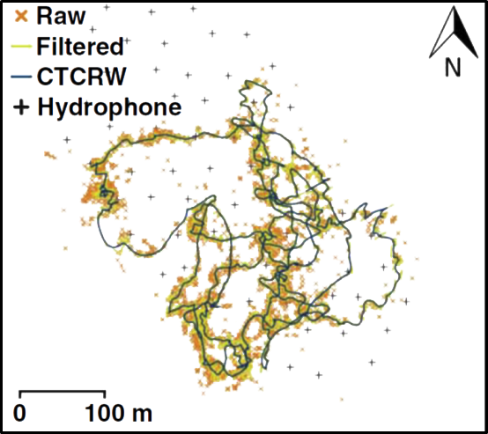 Raw
Filtered
CTCRW
Hydrophone
N
0 100 m